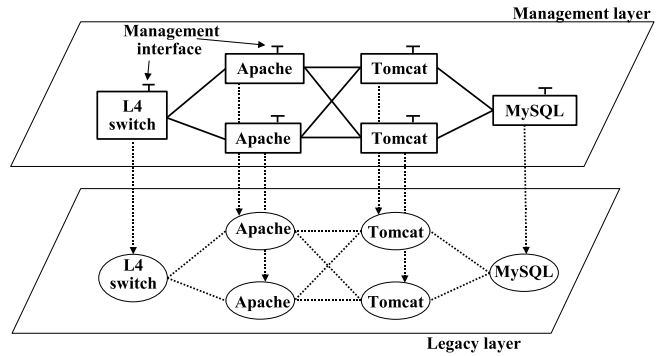 Management layer
Management
interface
Apache
Tomcat
L4
switch
MySQL
Apache
Tomcat
Apache
Tomcat
L4
switch
MySQL
Apache
Tomcat
Legacy layer